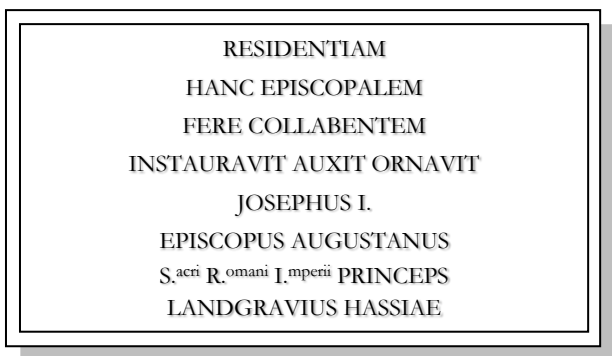 RESIDENTIAM
HANC EPISCOPALEM
FERE COLLABENTEM
INSTAURAVIT AUXIT ORNAVIT
JOSEPHUS I.
EPISCOPUS AUGUSTANUS
S.acri R.omani I.mperii PRINCEPS
LANDGRAVIUS HASSIAE